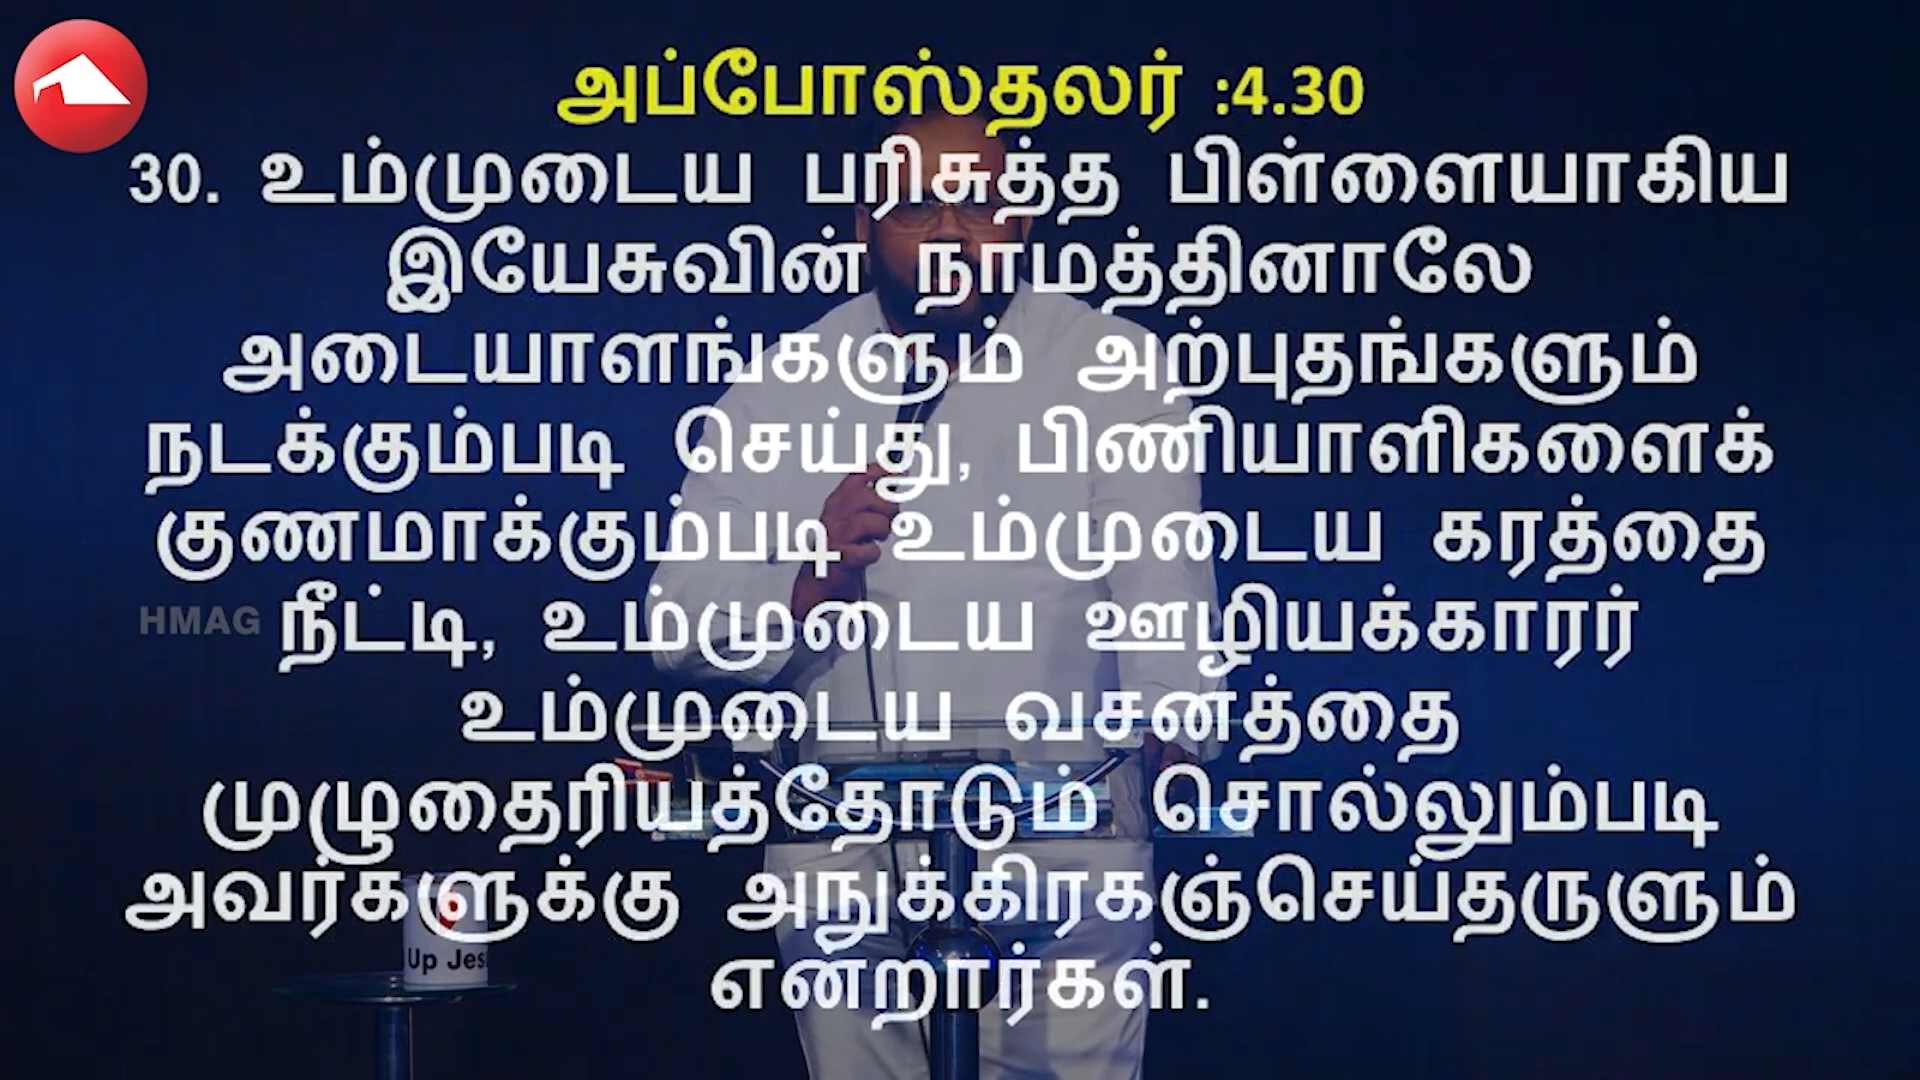 அப்போஸ்தலர் :4.30
30. உம்முடைய பரிசுத்த பிள்ளையாகிய
இயேசுவின் நாமத்தினாலே
அடையாளங்களும் அற்புதங்களும்
நடக்கும்படி செய்து, பிணியாளிகளைக்
குணமாக்கும்படி உம்முடைய கரத்தை
HMAG
நீட்டி, உம்முடைய ஊழியக்காரர்
உம்முடைய வசனத்தை
முழுதைரியத்தோடும் சொல்லும்படி
அவர்களுக்கு அநுக்கிரகஞ்செய்தருளும்
Up Jes
என்றார்கள்.